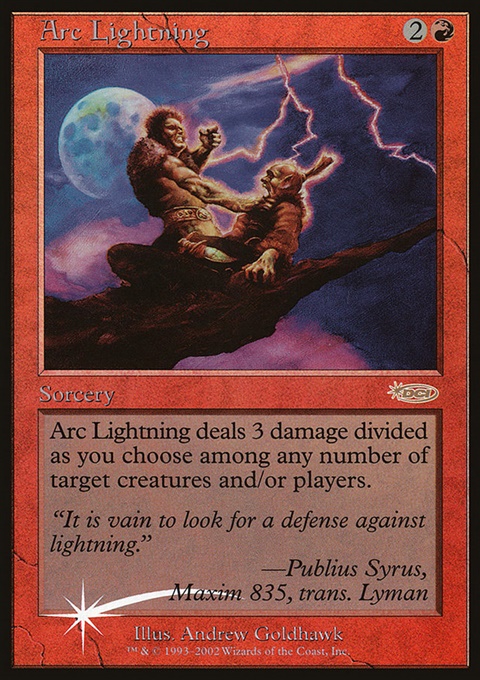 Arc Lightning 2
Sorcery
DCI
Arc Lightning deals 3 damage divided
as you choose among any number of
target creatures and/or players.
“It is vain to look for a defense against
lightning.”
—Publius Syrus,
Maxim 835, trans. Lyman
Illus. Andrew Goldhawk
™ & © 1993–2002 Wizards of the Coast, Inc.